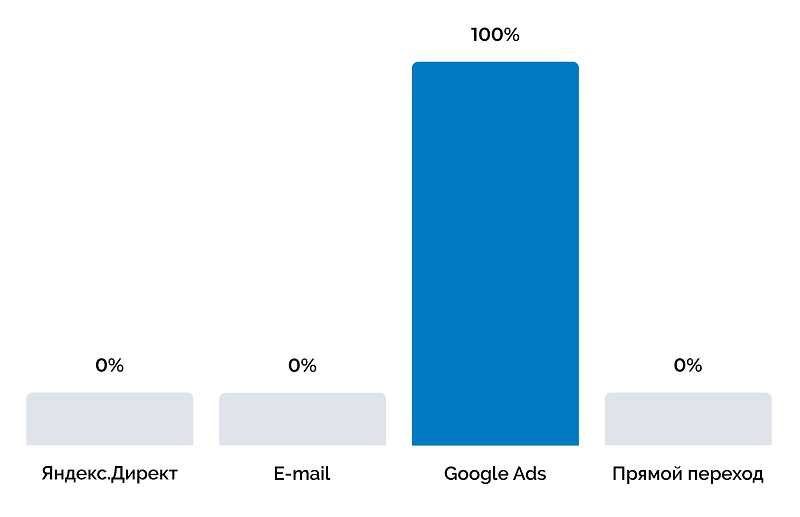 100%
0%
0%
0%
Яндекс.Директ
E-mail
Google Ads
Прямой переход